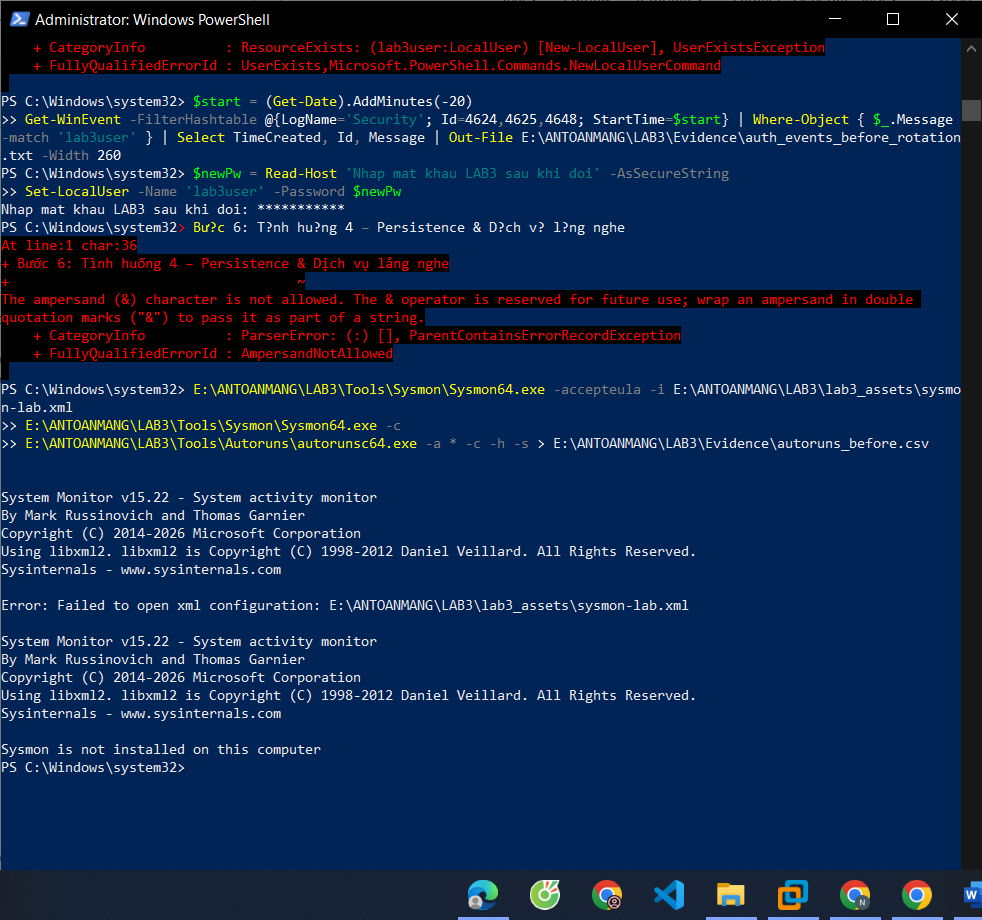 Administrator: Windows PowerShell
+ CategoryInfo : ResourceExists: (lab3user:LocalUser) [New-LocalUser], UserExistsException
+ FullyQualifiedErrorId : UserExists,Microsoft.PowerShell.Commands.NewLocalUserCommand
PS C:\Windows\system32> $start = (Get-Date).AddMinutes(-20)
>> Get-WinEvent -FilterHashtable @{LogName='Security'; Id=4624,4625,4648; StartTime=$start} | Where-Object { $_.Message
-match 'lab3user' } | Select TimeCreated, Id, Message | Out-File E:\ANTOANMANG\LAB3\Evidence\auth_events_before_rotation
.txt -Width 260
PS C:\Windows\system32> $newPw = Read-Host 'Nhap mat khau LAB3 sau khi doi' -AsSecureString
>> Set-LocalUser -Name 'lab3user' -Password $newPw
Nhap mat khau LAB3 sau khi doi: ***********
PS C:\Windows\system32> Bu?c 6: T?nh hu?ng 4 – Persistence & D?ch v? l?ng nghe
At line:1 char:36
+ Bước 6: Tình huống 4 – Persistence & Dịch vụ lắng nghe
+ ~
The ampersand (&) character is not allowed. The & operator is reserved for future use; wrap an ampersand in double
quotation marks ("&") to pass it as part of a string.
+ CategoryInfo : ParserError: (:) [], ParentContainsErrorRecordException
+ FullyQualifiedErrorId : AmpersandNotAllowed
PS C:\Windows\system32> E:\ANTOANMANG\LAB3\Tools\Sysmon\Sysmon64.exe -accepteula -i E:\ANTOANMANG\LAB3\lab3_assets\sysmo
n-lab.xml
>> E:\ANTOANMANG\LAB3\Tools\Sysmon\Sysmon64.exe -c
>> E:\ANTOANMANG\LAB3\Tools\Autoruns\autorunsc64.exe -a * -c -h -s > E:\ANTOANMANG\LAB3\Evidence\autoruns_before.csv
System Monitor v15.22 - System activity monitor
By Mark Russinovich and Thomas Garnier
Copyright (C) 2014-2026 Microsoft Corporation
Using libxml2. libxml2 is Copyright (C) 1998-2012 Daniel Veillard. All Rights Reserved.
Sysinternals - www.sysinternals.com
Error: Failed to open xml configuration: E:\ANTOANMANG\LAB3\lab3_assets\sysmon-lab.xml
System Monitor v15.22 - System activity monitor
By Mark Russinovich and Thomas Garnier
Copyright (C) 2014-2026 Microsoft Corporation
Using libxml2. libxml2 is Copyright (C) 1998-2012 Daniel Veillard. All Rights Reserved.
Sysinternals - www.sysinternals.com
Sysmon is not installed on this computer
PS C:\Windows\system32>